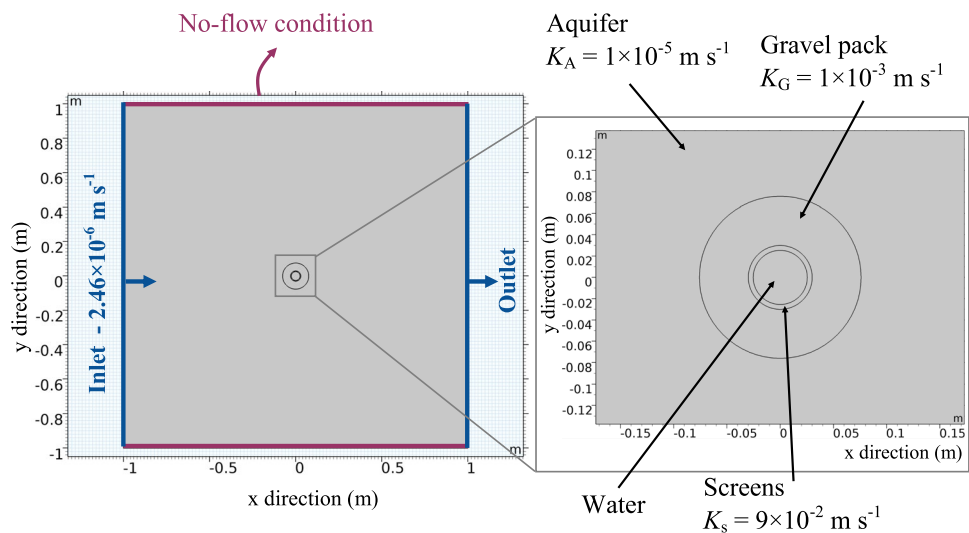 No-flow condition
Aquifer
K_A = 1×10⁻⁵ m s⁻¹
Gravel pack
K_G = 1×10⁻³ m s⁻¹
m
1
0.8
0.6
0.4
0.2
0
-0.2
-0.4
-0.6
-0.8
-1
y direction (m)
Inlet - 2.46×10⁻⁶ m s⁻¹
Outlet
m
-1
-0.5
0
0.5
1
x direction (m)
m
0.12
0.1
0.08
0.06
0.04
0.02
0
-0.02
-0.04
-0.06
-0.08
-0.1
-0.12
y direction (m)
m
-0.15
-0.1
-0.05
0
0.05
0.1
0.15
x direction (m)
Water
Screens
K_s = 9×10⁻² m s⁻¹